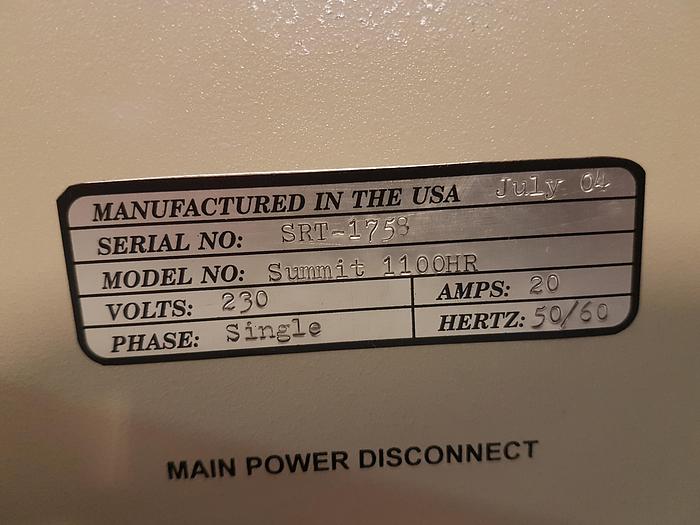 MANUFACTURED IN THE USA July 04
SERIAL NO: SRT-1758
MODEL NO: Summit 1100HR
VOLTS: 230 AMPS: 20
PHASE: Single HERTZ: 50/60
MAIN POWER DISCONNECT